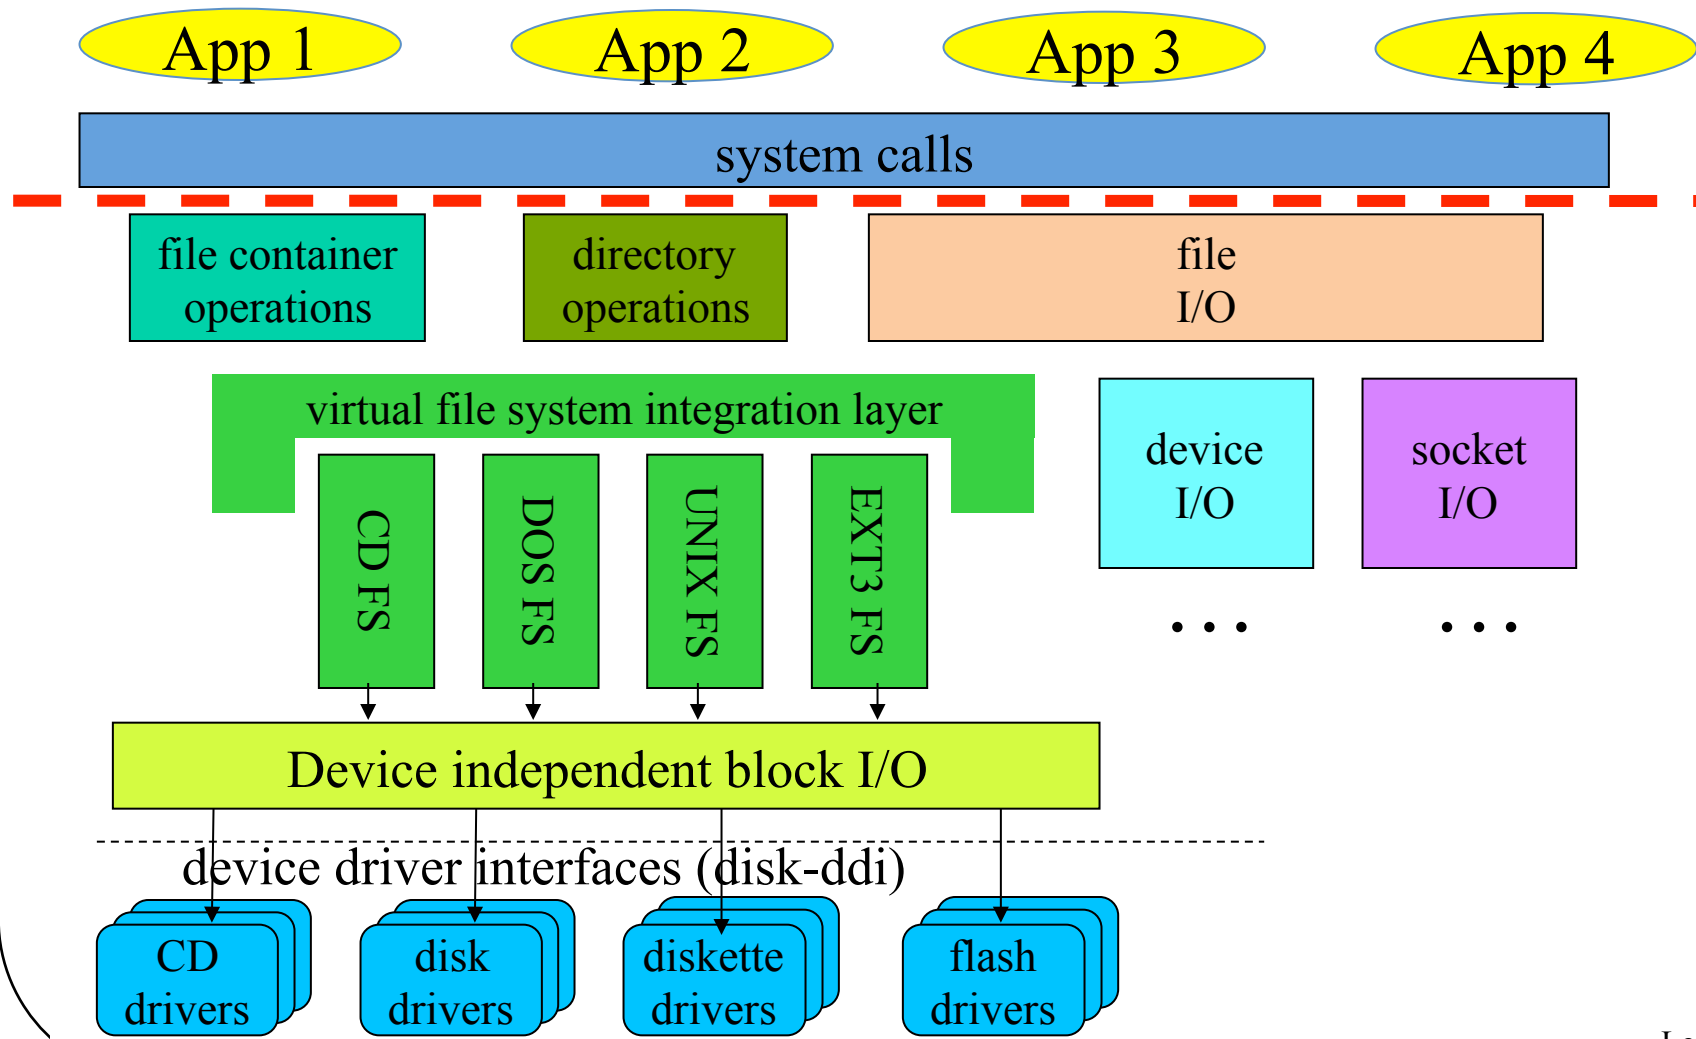 App 1
App 2
App 3
App 4
system calls
file container
operations
directory
operations
file
I/O
virtual file system integration layer
device
I/O
socket
I/O
CD FS
DOS FS
UNIX FS
EXT3 FS
...
...
Device independent block I/O
device driver interfaces (disk-ddi)
CD
drivers
disk
drivers
diskette
drivers
flash
drivers